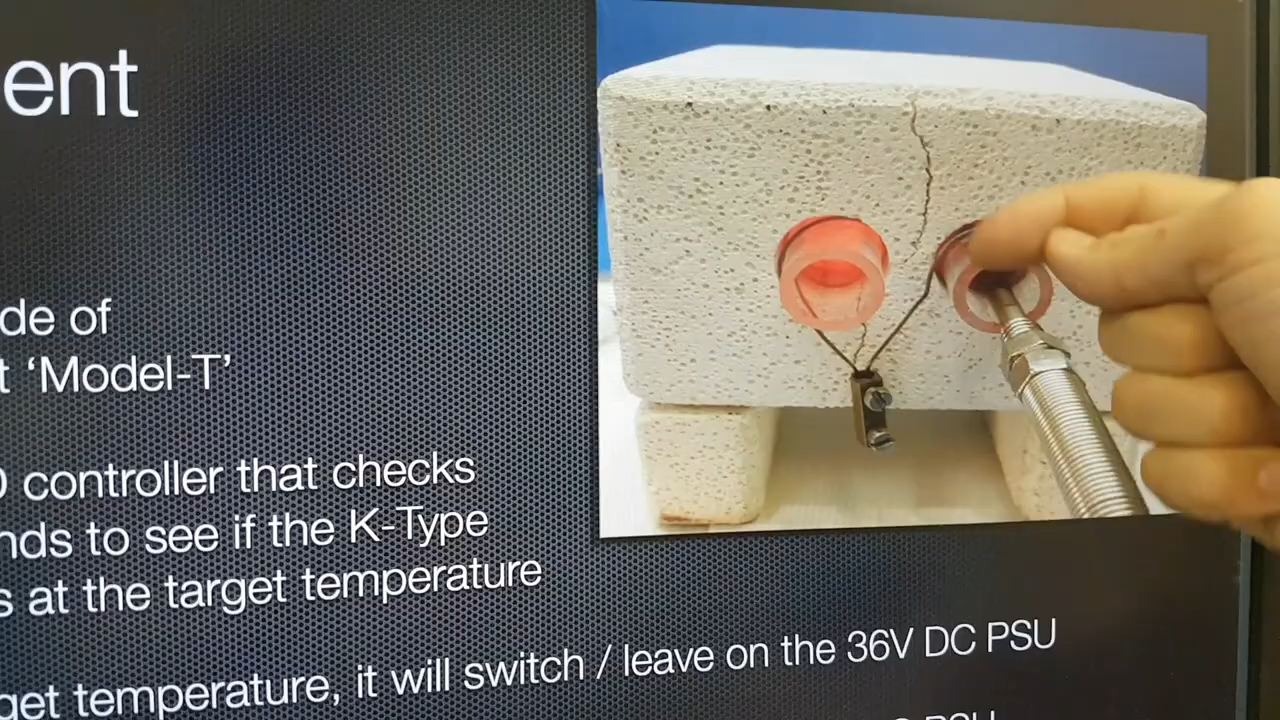 ent
de of
t ‘Model-T’
controller that checks
nds to see if the K-Type
s at the target temperature
get temperature, it will switch / leave on the 36V DC PSU
PSU